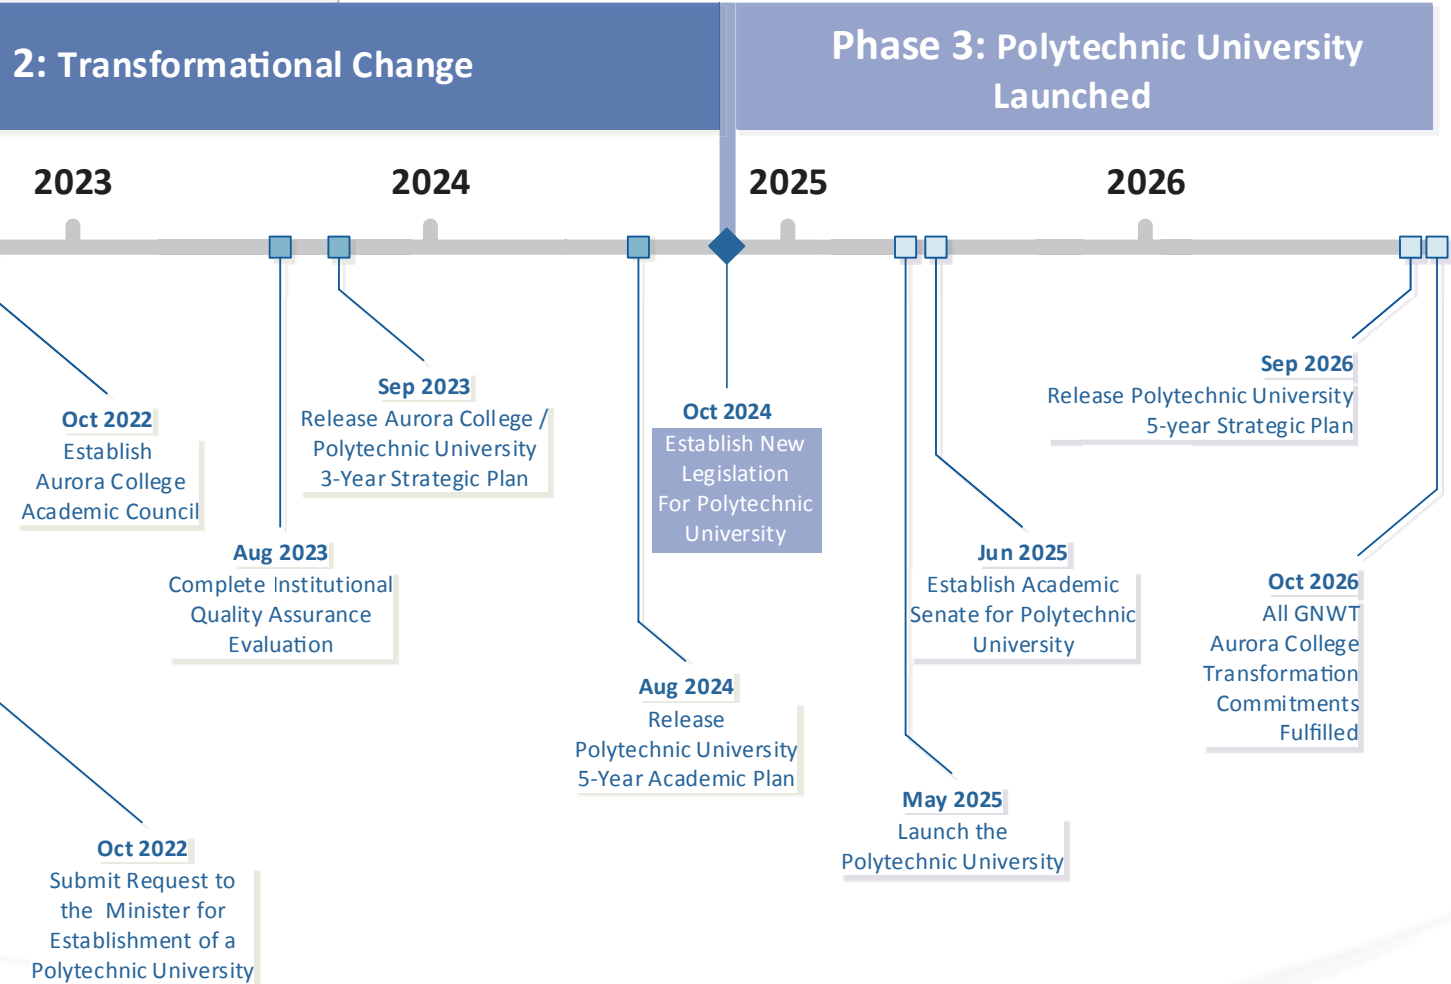 2: Transformational Change
Phase 3: Polytechnic University
Launched
2023
2024
2025
2026
Oct 2022
Establish
Aurora College
Academic Council
Sep 2023
Release Aurora College /
Polytechnic University
3-Year Strategic Plan
Oct 2024
Establish New
Legislation
For Polytechnic
University
Sep 2026
Release Polytechnic University
5-year Strategic Plan
Aug 2023
Complete Institutional
Quality Assurance
Evaluation
Jun 2025
Establish Academic
Senate for Polytechnic
University
Oct 2026
All GNWT
Aurora College
Transformation
Commitments
Fulfilled
Aug 2024
Release
Polytechnic University
5-Year Academic Plan
May 2025
Launch the
Polytechnic University
Oct 2022
Submit Request to
the Minister for
Establishment of a
Polytechnic University